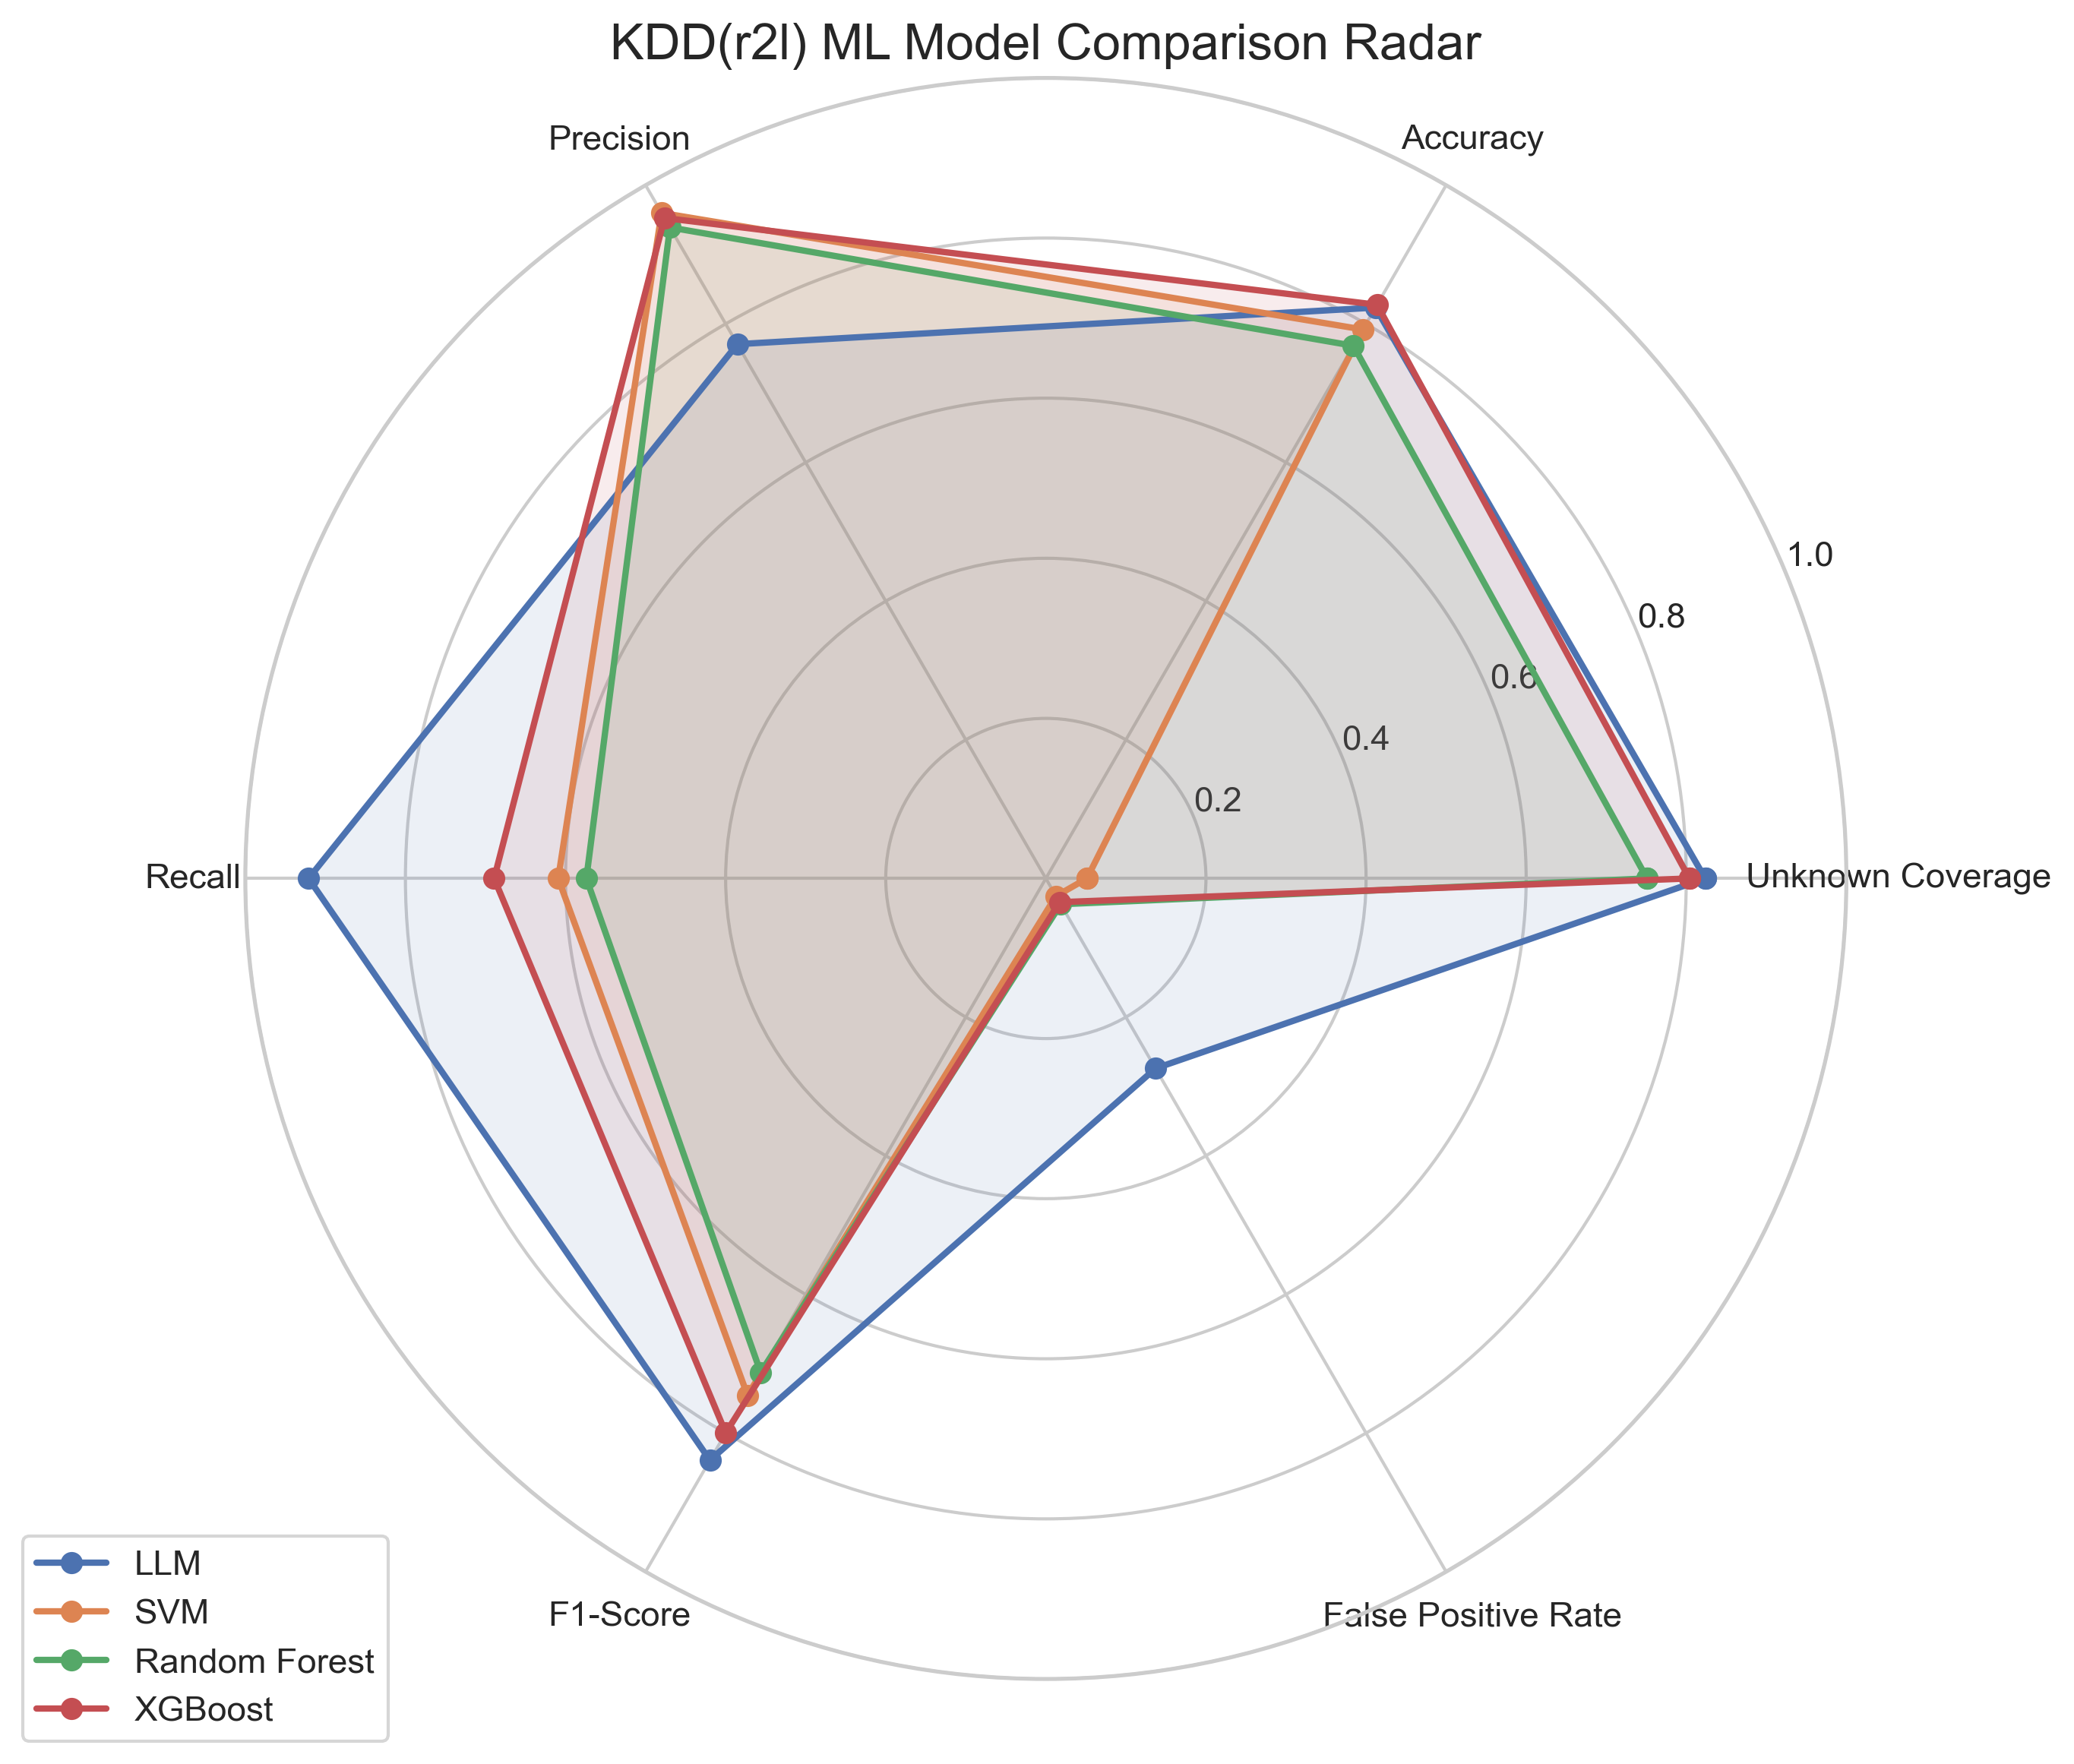 KDD(r2l) ML Model Comparison Radar
Precision
Accuracy
1.0
0.8
0.6
0.4
0.2
Recall
Unknown Coverage
F1-Score
False Positive Rate
LLM
SVM
Random Forest
XGBoost